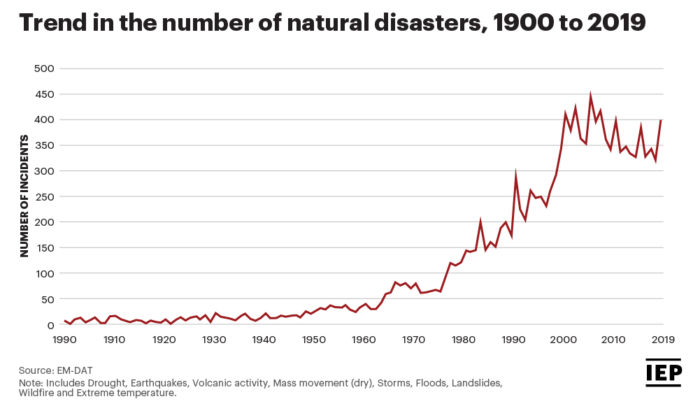 Trend in the number of natural disasters, 1900 to 2019
500
450
400
350
300
250
200
150
100
50
0
NUMBER OF INCIDENTS
1990 1910 1920 1930 1940 1950 1960 1970 1980 1990 2000 2010 2019
Source: EM-DAT
Note: Includes Drought, Earthquakes, Volcanic activity, Mass movement (dry), Storms, Floods, Landslides,
Wildfire and Extreme temperature.
IEP